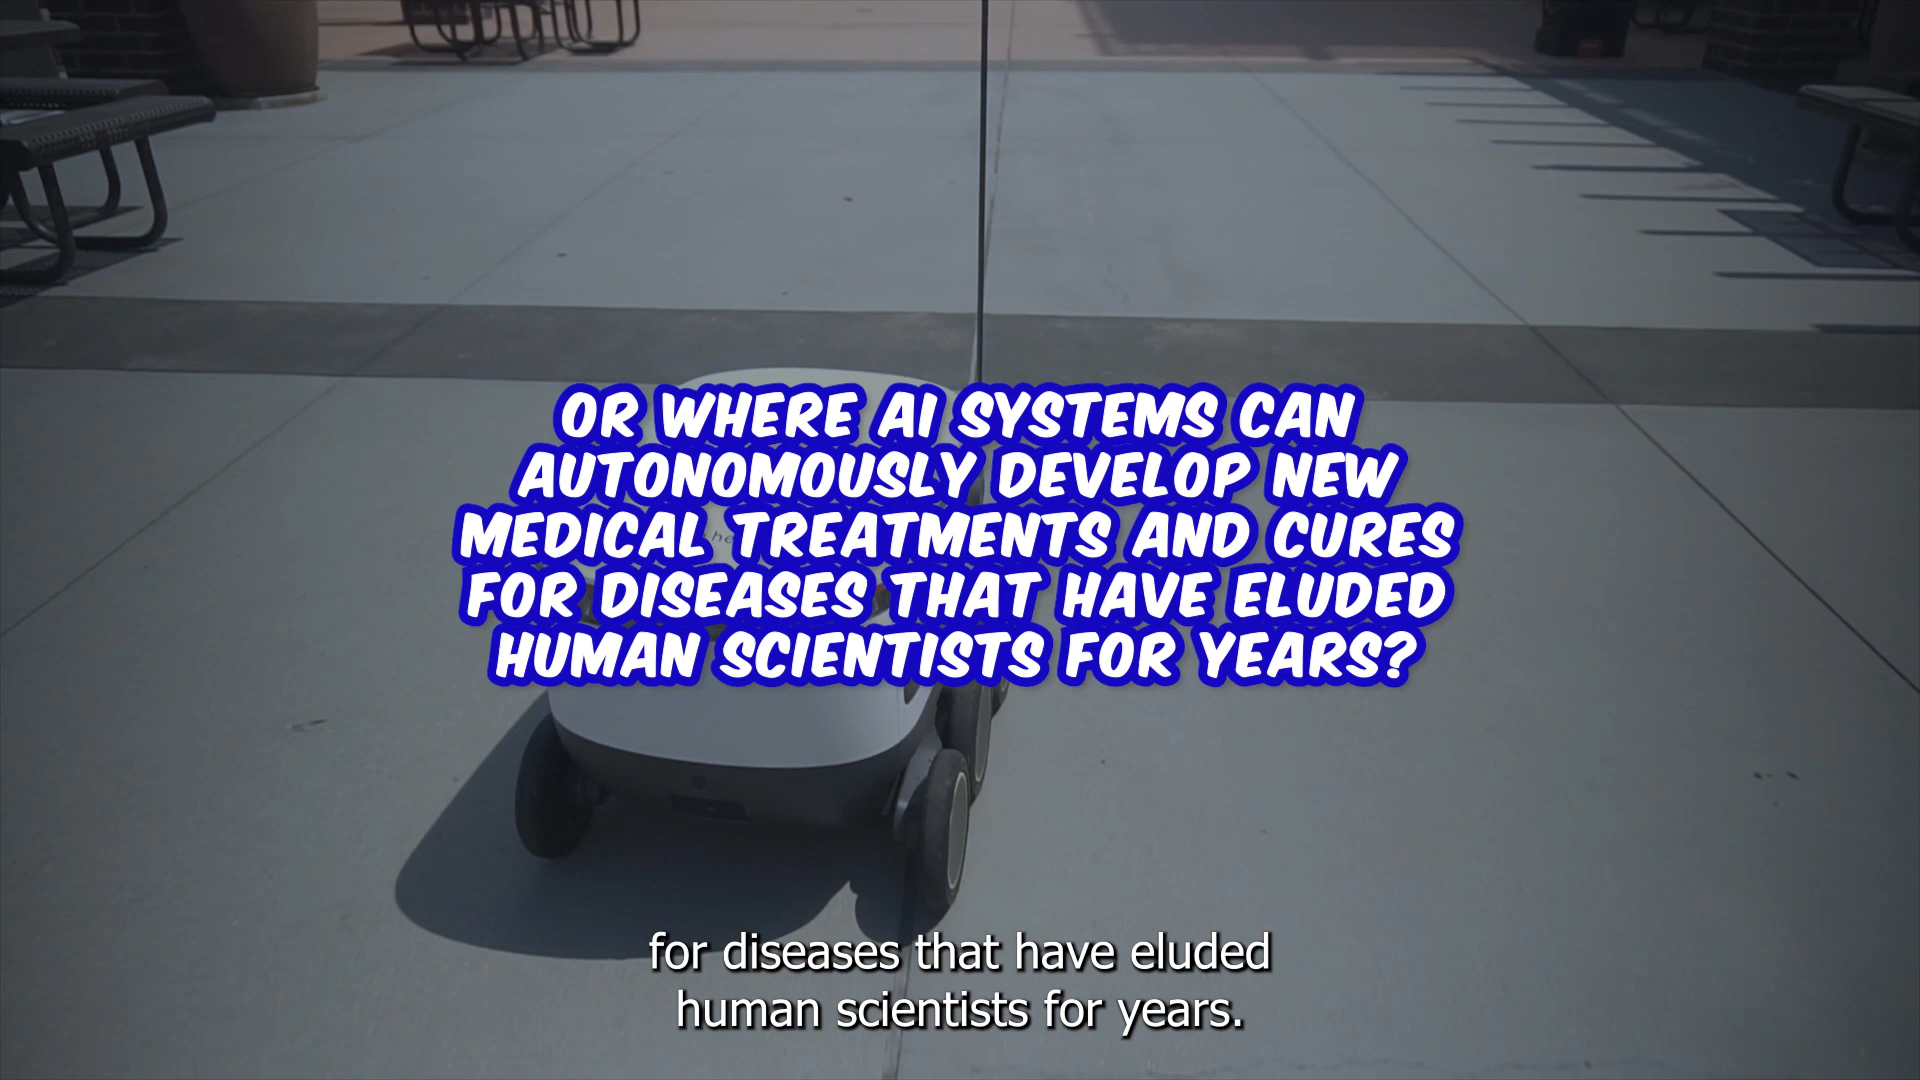 OR WHERE AI SYSTEMS CAN
AUTONOMOUSLY DEVELOP NEW
MEDICAL TREATMENTS AND CURES
FOR DISEASES THAT HAVE ELUDED
HUMAN SCIENTISTS FOR YEARS?
for diseases that have eluded
human scientists for years.